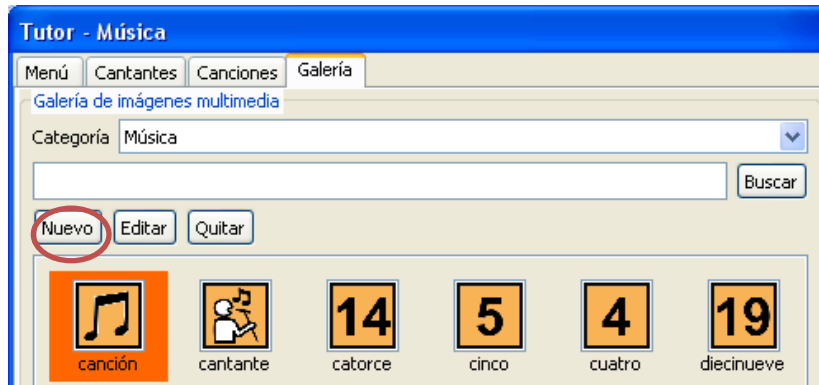 Tutor - Música
Menú Cantantes Canciones Galería
Galería de imágenes multimedia
Categoría Música
Buscar
Nuevo Editar Quitar
14 5 4 19
canción cantante catorce cinco cuatro diecinueve